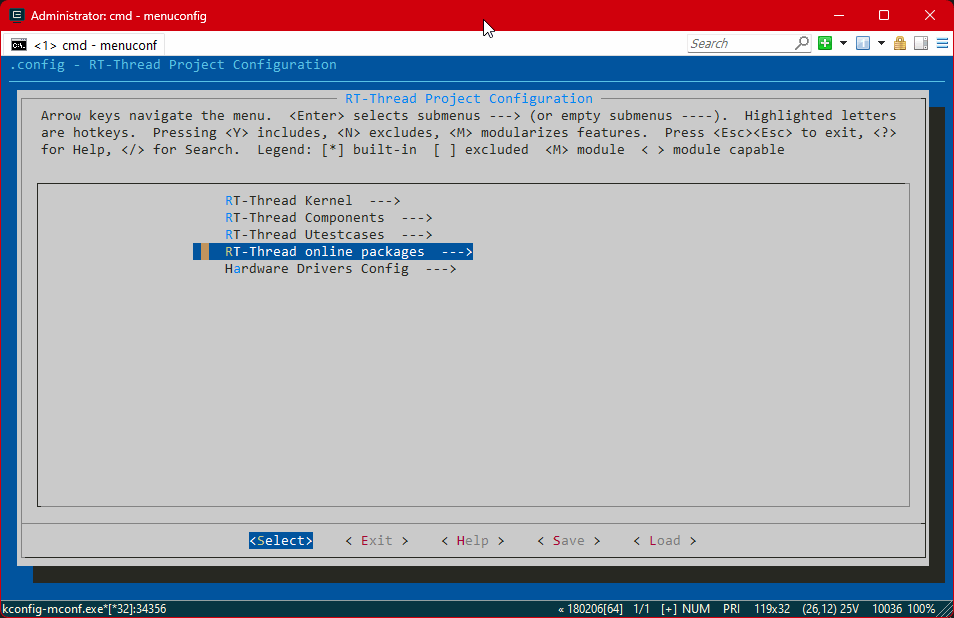 Administrator: cmd - menuconfig
<1> cmd - menuconf
Search
.config - RT-Thread Project Configuration
RT-Thread Project Configuration
Arrow keys navigate the menu.  <Enter> selects submenus ---> (or empty submenus ----).  Highlighted letters
are hotkeys.  Pressing <Y> includes, <N> excludes, <M> modularizes features.  Press <Esc><Esc> to exit, <?>
for Help, </> for Search.  Legend: [*] built-in  [ ] excluded  <M> module  < > module capable
RT-Thread Kernel  --->
RT-Thread Components  --->
RT-Thread Utestcases  --->
RT-Thread online packages  --->
Hardware Drivers Config  --->
<Select>    < Exit >    < Help >    < Save >    < Load >
kconfig-mconf.exe*[*32]:34356    « 180206[64]  1/1  [+] NUM  PRI  119x32  (26,12) 25V  10036 100%